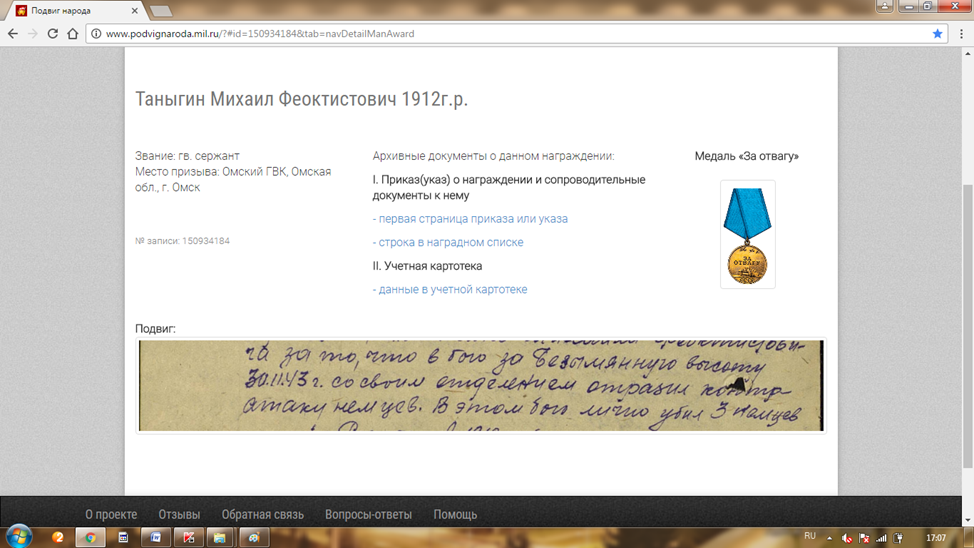 Подвиг народа
www.podvignaroda.mil.ru/?#id=150934184&tab=navDetailManAward
Таныгин Михаил Феоктистович 1912г.р.
Звание: гв. сержант
Место призыва: Омский ГВК, Омская
обл., г. Омск
№ записи: 150934184
Архивные документы о данном награждении:
I. Приказ(указ) о награждении и сопроводительные
документы к нему
- первая страница приказа или указа
- строка в наградном списке
II. Учетная картотека
- данные в учетной картотеке
Медаль «За отвагу»
ЗА
ОТВАГУ
Подвиг:
ча за то, что в бою за Безымянную высоту
30.11.43 г. со своим отделением отразил контр
атаку немцев. В этом бою лично убил 3 немцев
О проекте Отзывы Обратная связь Вопросы-ответы Помощь
RU
17:07